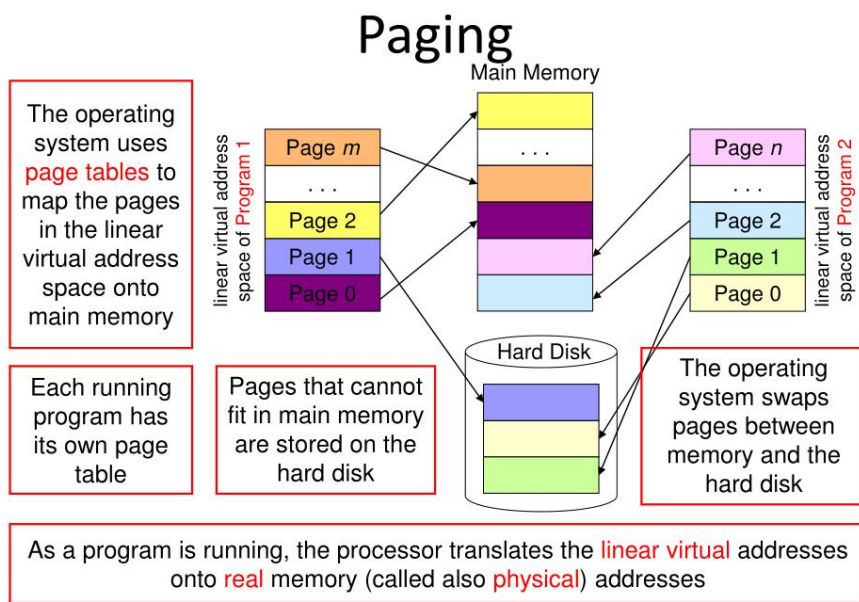 Paging
Main Memory
The operating
system uses
page tables to
map the pages
in the linear
virtual address
space onto
main memory
linear virtual address
space of Program 1
Page m
. . .
Page 2
Page 1
Page 0
. . .
Page n
. . .
Page 2
Page 1
Page 0
linear virtual address
space of Program 2
Each running
program has
its own page
table
Pages that cannot
fit in main memory
are stored on the
hard disk
Hard Disk
The operating
system swaps
pages between
memory and the
hard disk
As a program is running, the processor translates the linear virtual addresses
onto real memory (called also physical) addresses